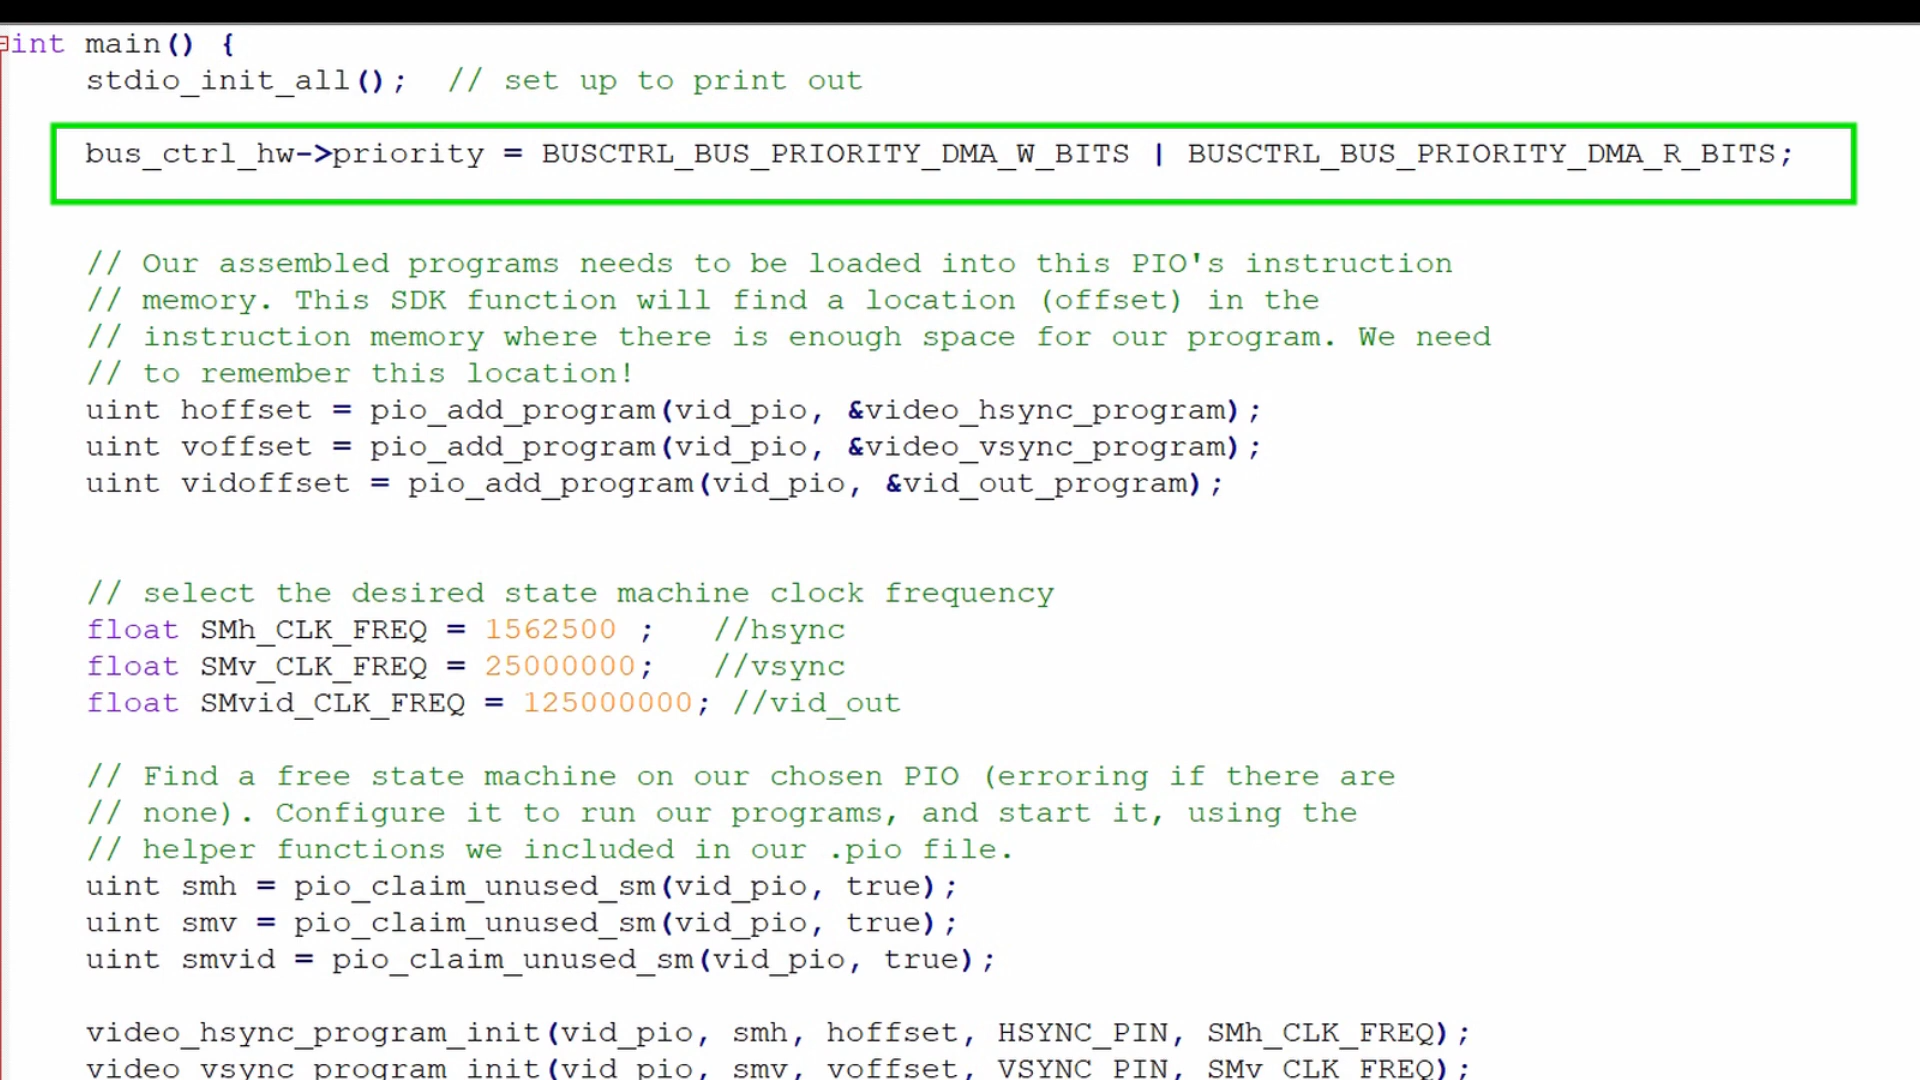 int main() {
stdio_init_all(); // set up to print out
bus_ctrl_hw->priority = BUSCTRL_BUS_PRIORITY_DMA_W_BITS | BUSCTRL_BUS_PRIORITY_DMA_R_BITS;
// Our assembled programs needs to be loaded into this PIO's instruction
// memory. This SDK function will find a location (offset) in the
// instruction memory where there is enough space for our program. We need
// to remember this location!
uint hoffset = pio_add_program(vid_pio, &video_hsync_program);
uint voffset = pio_add_program(vid_pio, &video_vsync_program);
uint vidoffset = pio_add_program(vid_pio, &vid_out_program);
// select the desired state machine clock frequency
float SMh_CLK_FREQ = 1562500 ; //hsync
float SMv_CLK_FREQ = 25000000; //vsync
float SMvid_CLK_FREQ = 125000000; //vid_out
// Find a free state machine on our chosen PIO (erroring if there are
// none). Configure it to run our programs, and start it, using the
// helper functions we included in our .pio file.
uint smh = pio_claim_unused_sm(vid_pio, true);
uint smv = pio_claim_unused_sm(vid_pio, true);
uint smvid = pio_claim_unused_sm(vid_pio, true);
video_hsync_program_init(vid_pio, smh, hoffset, HSYNC_PIN, SMh_CLK_FREQ);
video_vsync_program_init(vid_pio, smv, voffset, VSYNC_PIN, SMv_CLK_FREQ);